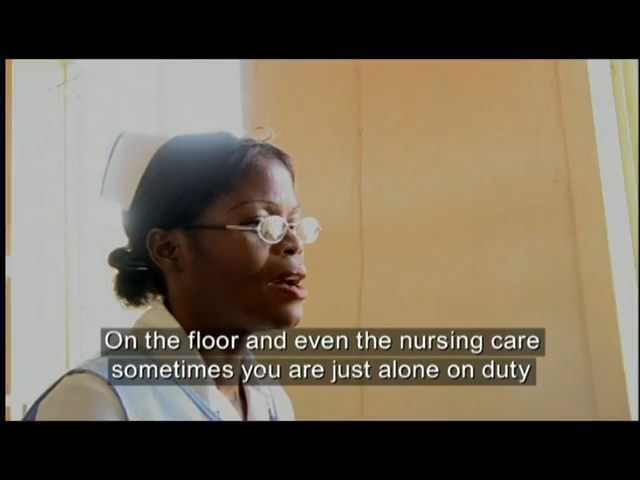 On the floor and even the nursing care
sometimes you are just alone on duty